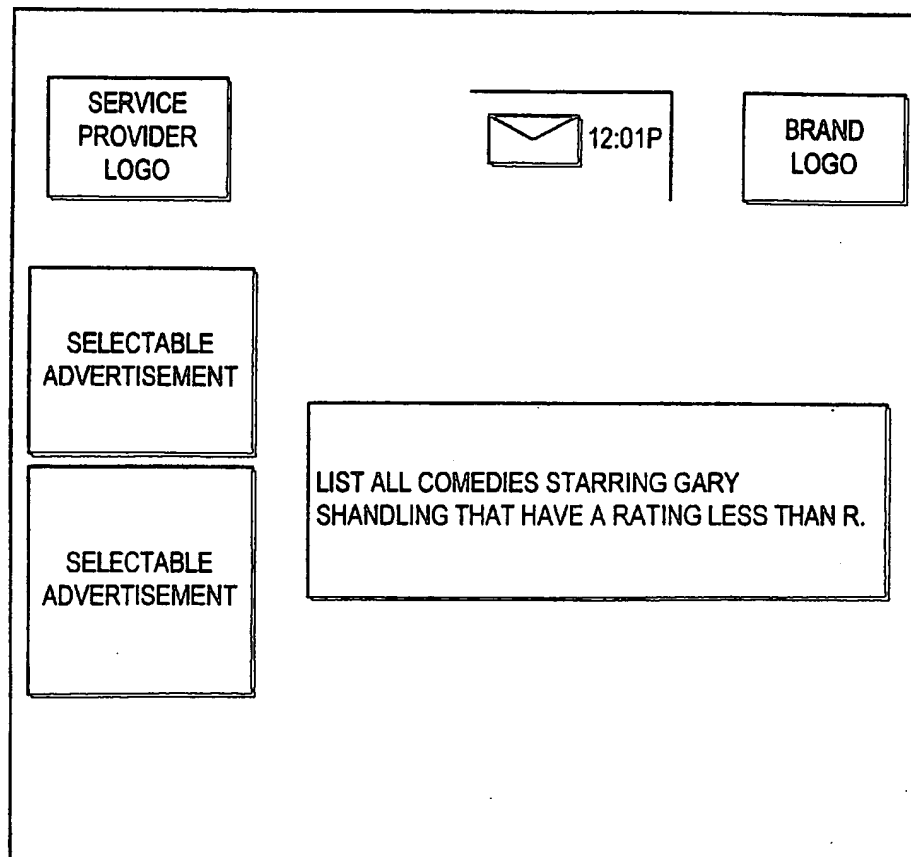 SERVICE
PROVIDER
LOGO
12:01P
BRAND
LOGO
SELECTABLE
ADVERTISEMENT
LIST ALL COMEDIES STARRING GARY
SHANDLING THAT HAVE A RATING LESS THAN R.
SELECTABLE
ADVERTISEMENT